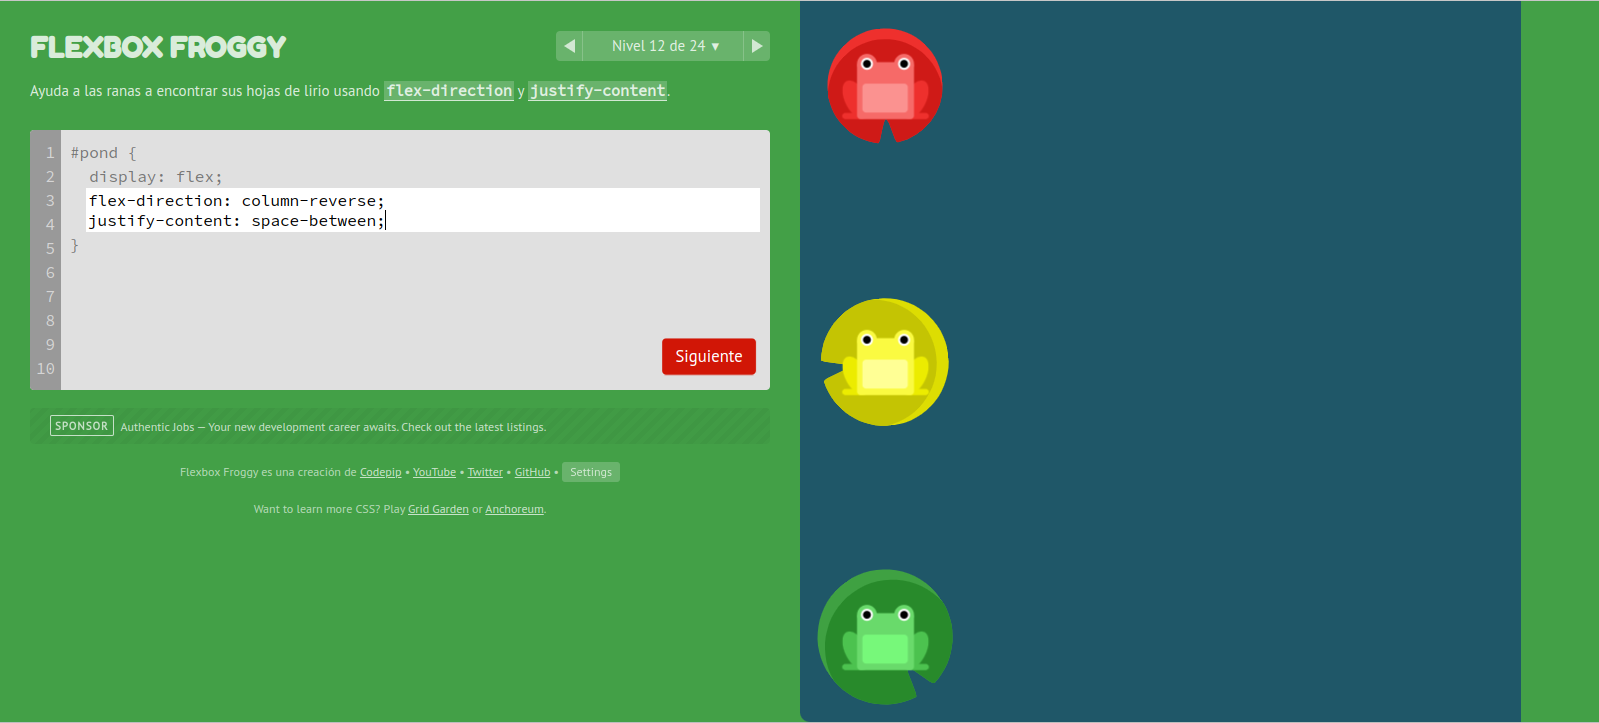 FLEXBOX FROGGY
◀ Nivel 12 de 24 ▾ ▶
Ayuda a las ranas a encontrar sus hojas de lirio usando flex-direction y justify-content.
1 #pond {
2 display: flex;
3 flex-direction: column-reverse;
4 justify-content: space-between;
5 }
6
7
8
9
10
Siguiente
SPONSOR Authentic Jobs — Your new development career awaits. Check out the latest listings.
Flexbox Froggy es una creación de Codepip • YouTube • Twitter • GitHub • Settings
Want to learn more CSS? Play Grid Garden or Anchoreum.